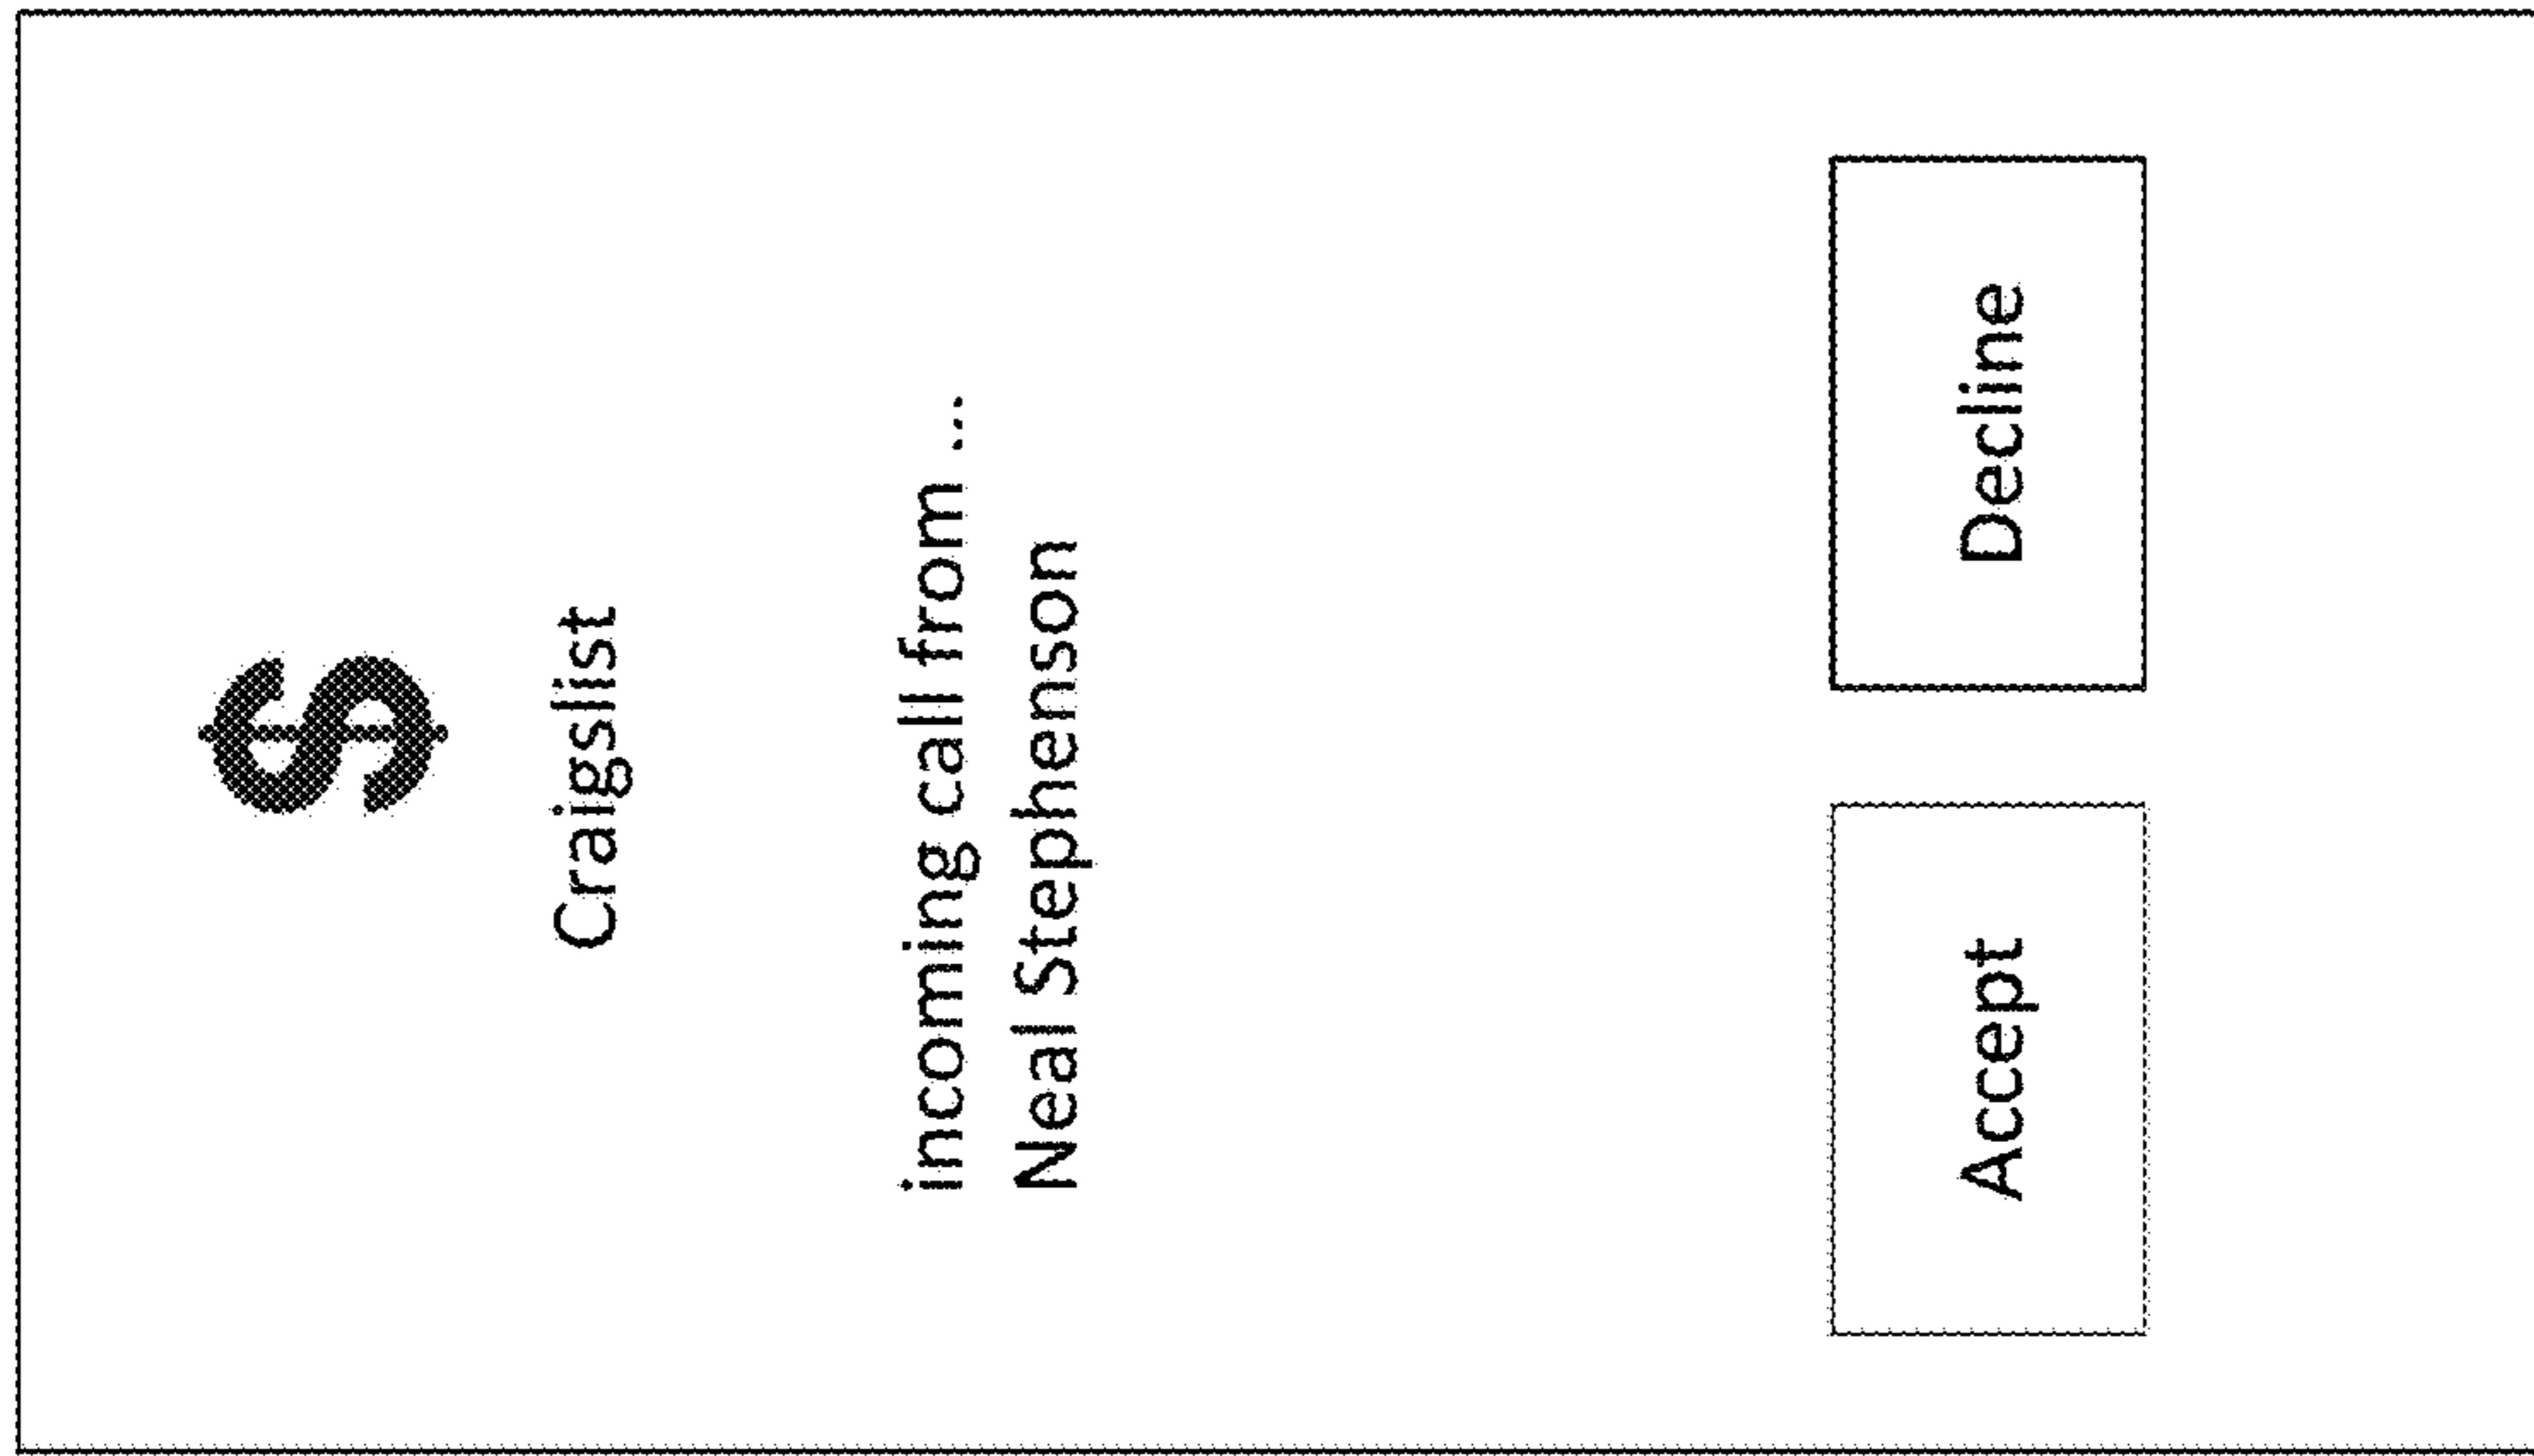 $
Craigslist
incoming call from ...
Neal Stephenson
Accept
Decline